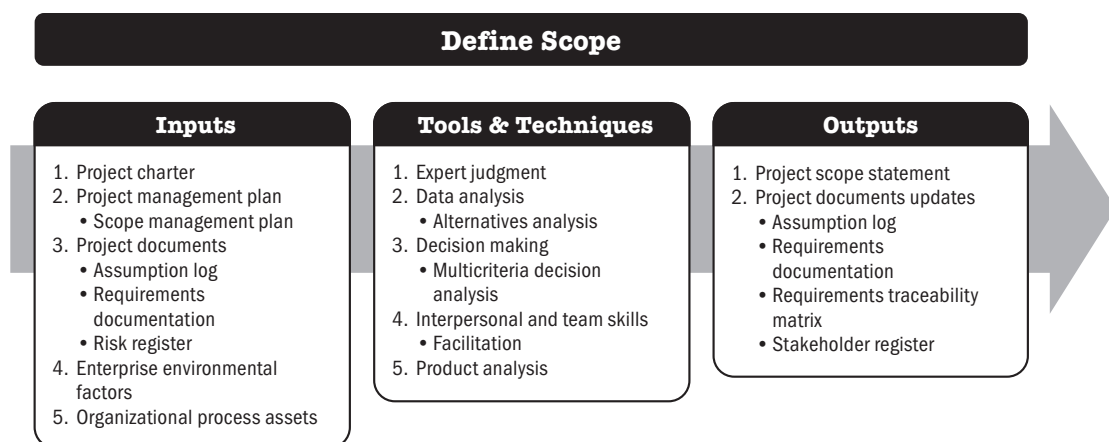 Define Scope
Inputs
1. Project charter
2. Project management plan
• Scope management plan
3. Project documents
• Assumption log
• Requirements
documentation
• Risk register
4. Enterprise environmental
factors
5. Organizational process assets
Tools & Techniques
1. Expert judgment
2. Data analysis
• Alternatives analysis
3. Decision making
• Multicriteria decision
analysis
4. Interpersonal and team skills
• Facilitation
5. Product analysis
Outputs
1. Project scope statement
2. Project documents updates
• Assumption log
• Requirements
documentation
• Requirements traceability
matrix
• Stakeholder register